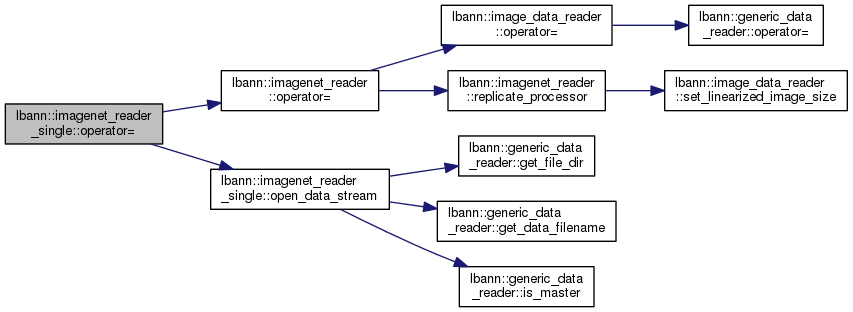 lbann::imagenet_reader
_single::operator=
lbann::imagenet_reader
::operator=
lbann::image_data_reader
::operator=
lbann::generic_data
_reader::operator=
lbann::imagenet_reader
::replicate_processor
lbann::image_data_reader
::set_linearized_image_size
lbann::imagenet_reader
_single::open_data_stream
lbann::generic_data
_reader::get_file_dir
lbann::generic_data
_reader::get_data_filename
lbann::generic_data
_reader::is_master